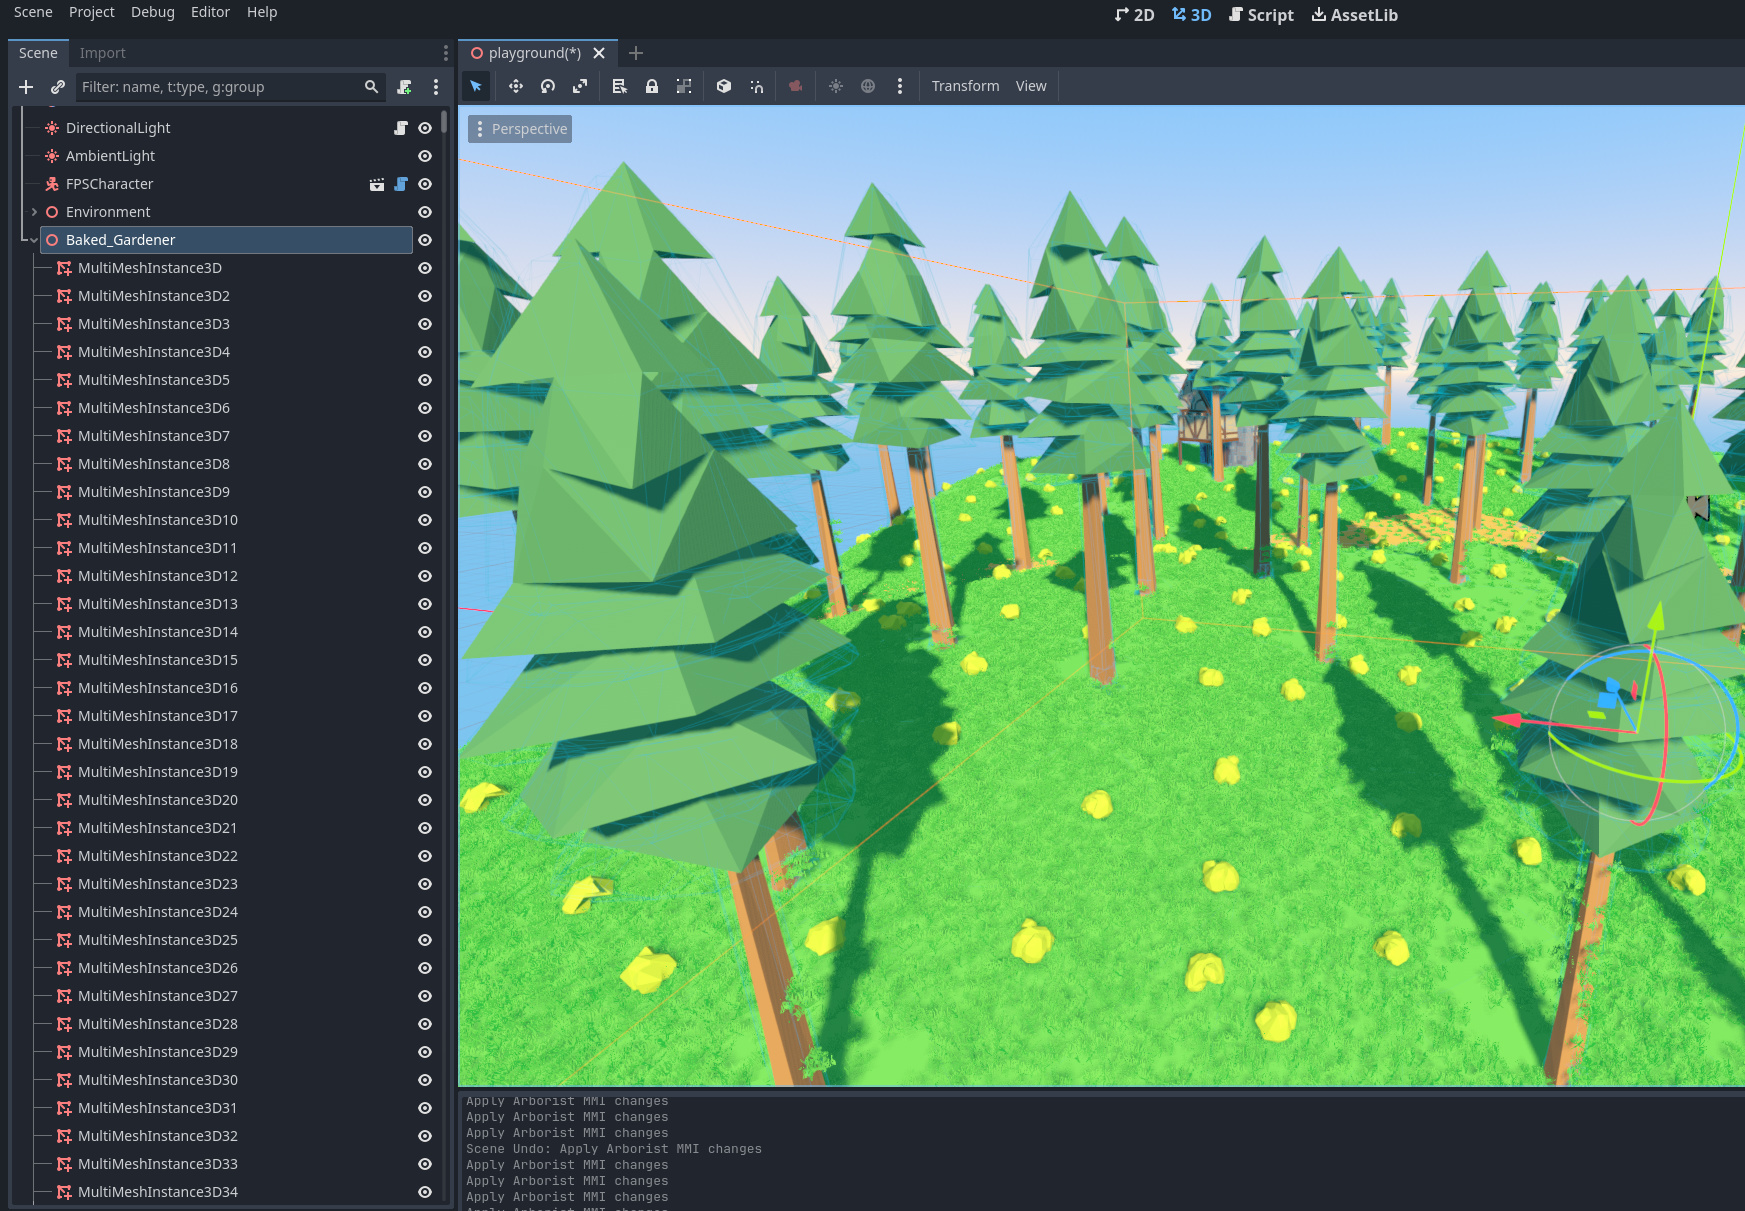 Scene Project Debug Editor Help
2D 3D Script AssetLib
Scene Import
playground(*)
Filter: name, t:type, g:group
Transform View
Perspective
DirectionalLight
AmbientLight
FPSCharacter
Environment
Baked_Gardener
MultiMeshInstance3D
MultiMeshInstance3D2
MultiMeshInstance3D3
MultiMeshInstance3D4
MultiMeshInstance3D5
MultiMeshInstance3D6
MultiMeshInstance3D7
MultiMeshInstance3D8
MultiMeshInstance3D9
MultiMeshInstance3D10
MultiMeshInstance3D11
MultiMeshInstance3D12
MultiMeshInstance3D13
MultiMeshInstance3D14
MultiMeshInstance3D15
MultiMeshInstance3D16
MultiMeshInstance3D17
MultiMeshInstance3D18
MultiMeshInstance3D19
MultiMeshInstance3D20
MultiMeshInstance3D21
MultiMeshInstance3D22
MultiMeshInstance3D23
MultiMeshInstance3D24
MultiMeshInstance3D25
MultiMeshInstance3D26
MultiMeshInstance3D27
MultiMeshInstance3D28
MultiMeshInstance3D29
MultiMeshInstance3D30
MultiMeshInstance3D31
MultiMeshInstance3D32
MultiMeshInstance3D33
MultiMeshInstance3D34
Apply Arborist MMI changes
Apply Arborist MMI changes
Apply Arborist MMI changes
Scene Undo: Apply Arborist MMI changes
Apply Arborist MMI changes
Apply Arborist MMI changes
Apply Arborist MMI changes